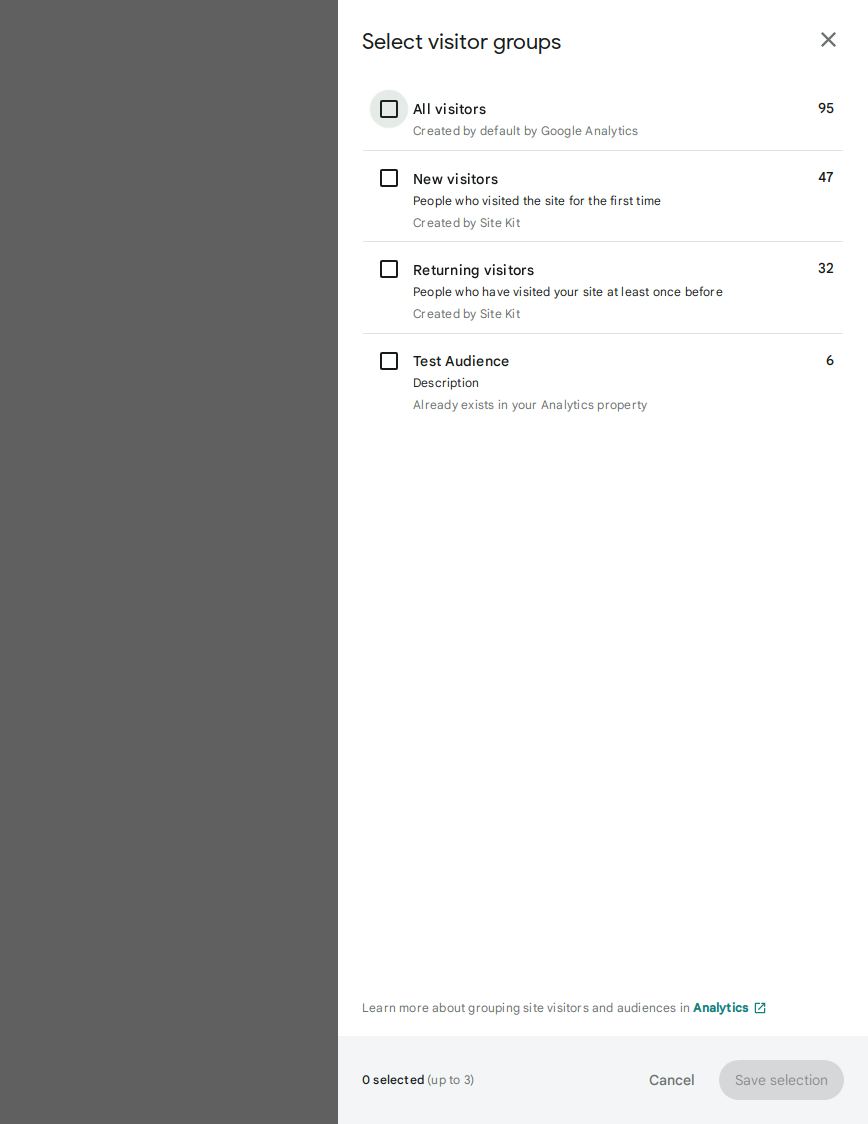 Select visitor groups
All visitors 95
Created by default by Google Analytics
New visitors 47
People who visited the site for the first time
Created by Site Kit
Returning visitors 32
People who have visited your site at least once before
Created by Site Kit
Test Audience 6
Description
Already exists in your Analytics property
Learn more about grouping site visitors and audiences in Analytics
0 selected (up to 3) Cancel Save selection